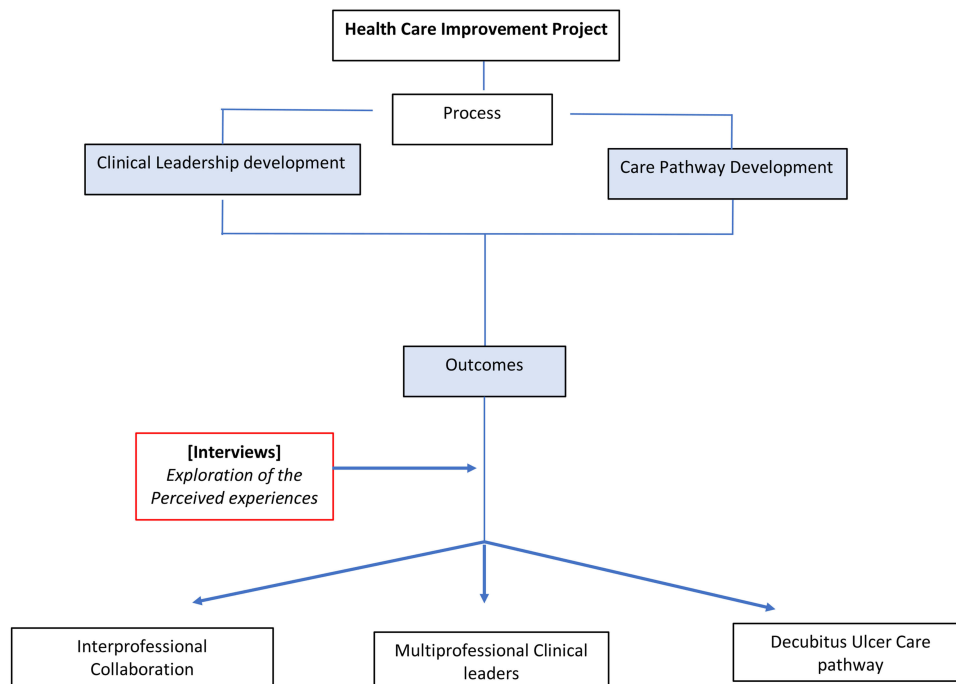 Health Care Improvement Project
Process
Clinical Leadership development
Care Pathway Development
Outcomes
[Interviews]
Exploration of the
Perceived experiences
Interprofessional
Collaboration
Multiprofessional Clinical
leaders
Decubitus Ulcer Care
pathway